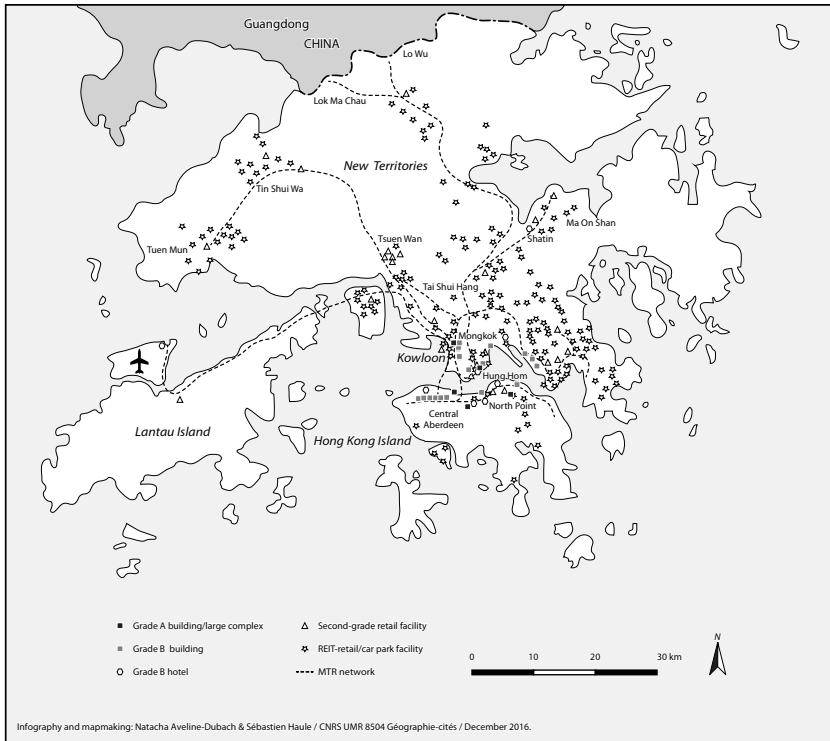 Guangdong
CHINA
Lo Wu
Lok Ma Chau
New Territories
Tin Shui Wa
Ma On Shan
Shatin
Tuen Mun
Tsuen Wan
Tai Shui Hang
Mongkok
Kowloon
Hung Hom
Central
North Point
Aberdeen
Lantau Island
Hong Kong Island
Grade A building/large complex
Grade B building
Grade B hotel
Second-grade retail facility
REIT-retail/car park facility
MTR network
0 10 20 30 km
N
Infography and mapmaking: Natacha Aveline-Dubach & Sébastien Haule / CNRS UMR 8504 Géographie-cités / December 2016.